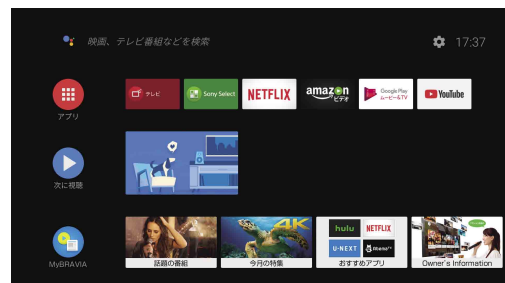 映画、テレビ番組などを検索
17:37
アプリ
テレビ
Sony Select
NETFLIX
amazon
ビデオ
Google Play
ムービー&TV
YouTube
次に視聴
MyBRAVIA
話題の番組
4K
今月の特集
hulu
NETFLIX
U-NEXT
AbemaTV
おすすめアプリ
Owner's Information